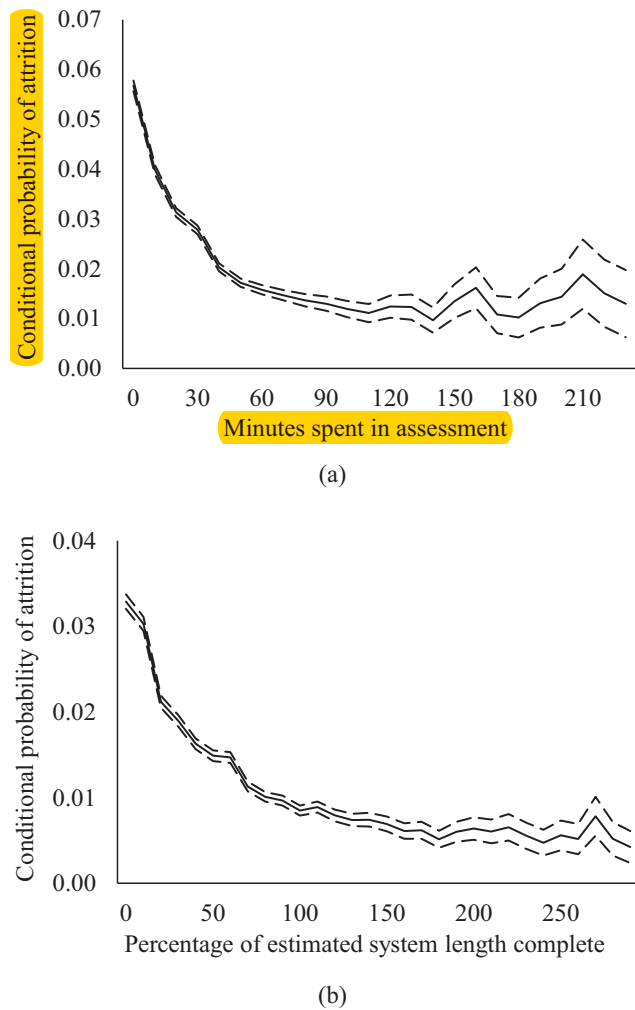 Conditional probability of attrition
0.07
0.06
0.05
0.04
0.03
0.02
0.01
0.00
0 30 60 90 120 150 180 210
Minutes spent in assessment
(a)
Conditional probability of attrition
0.04
0.03
0.02
0.01
0.00
0 50 100 150 200 250
Percentage of estimated system length complete
(b)